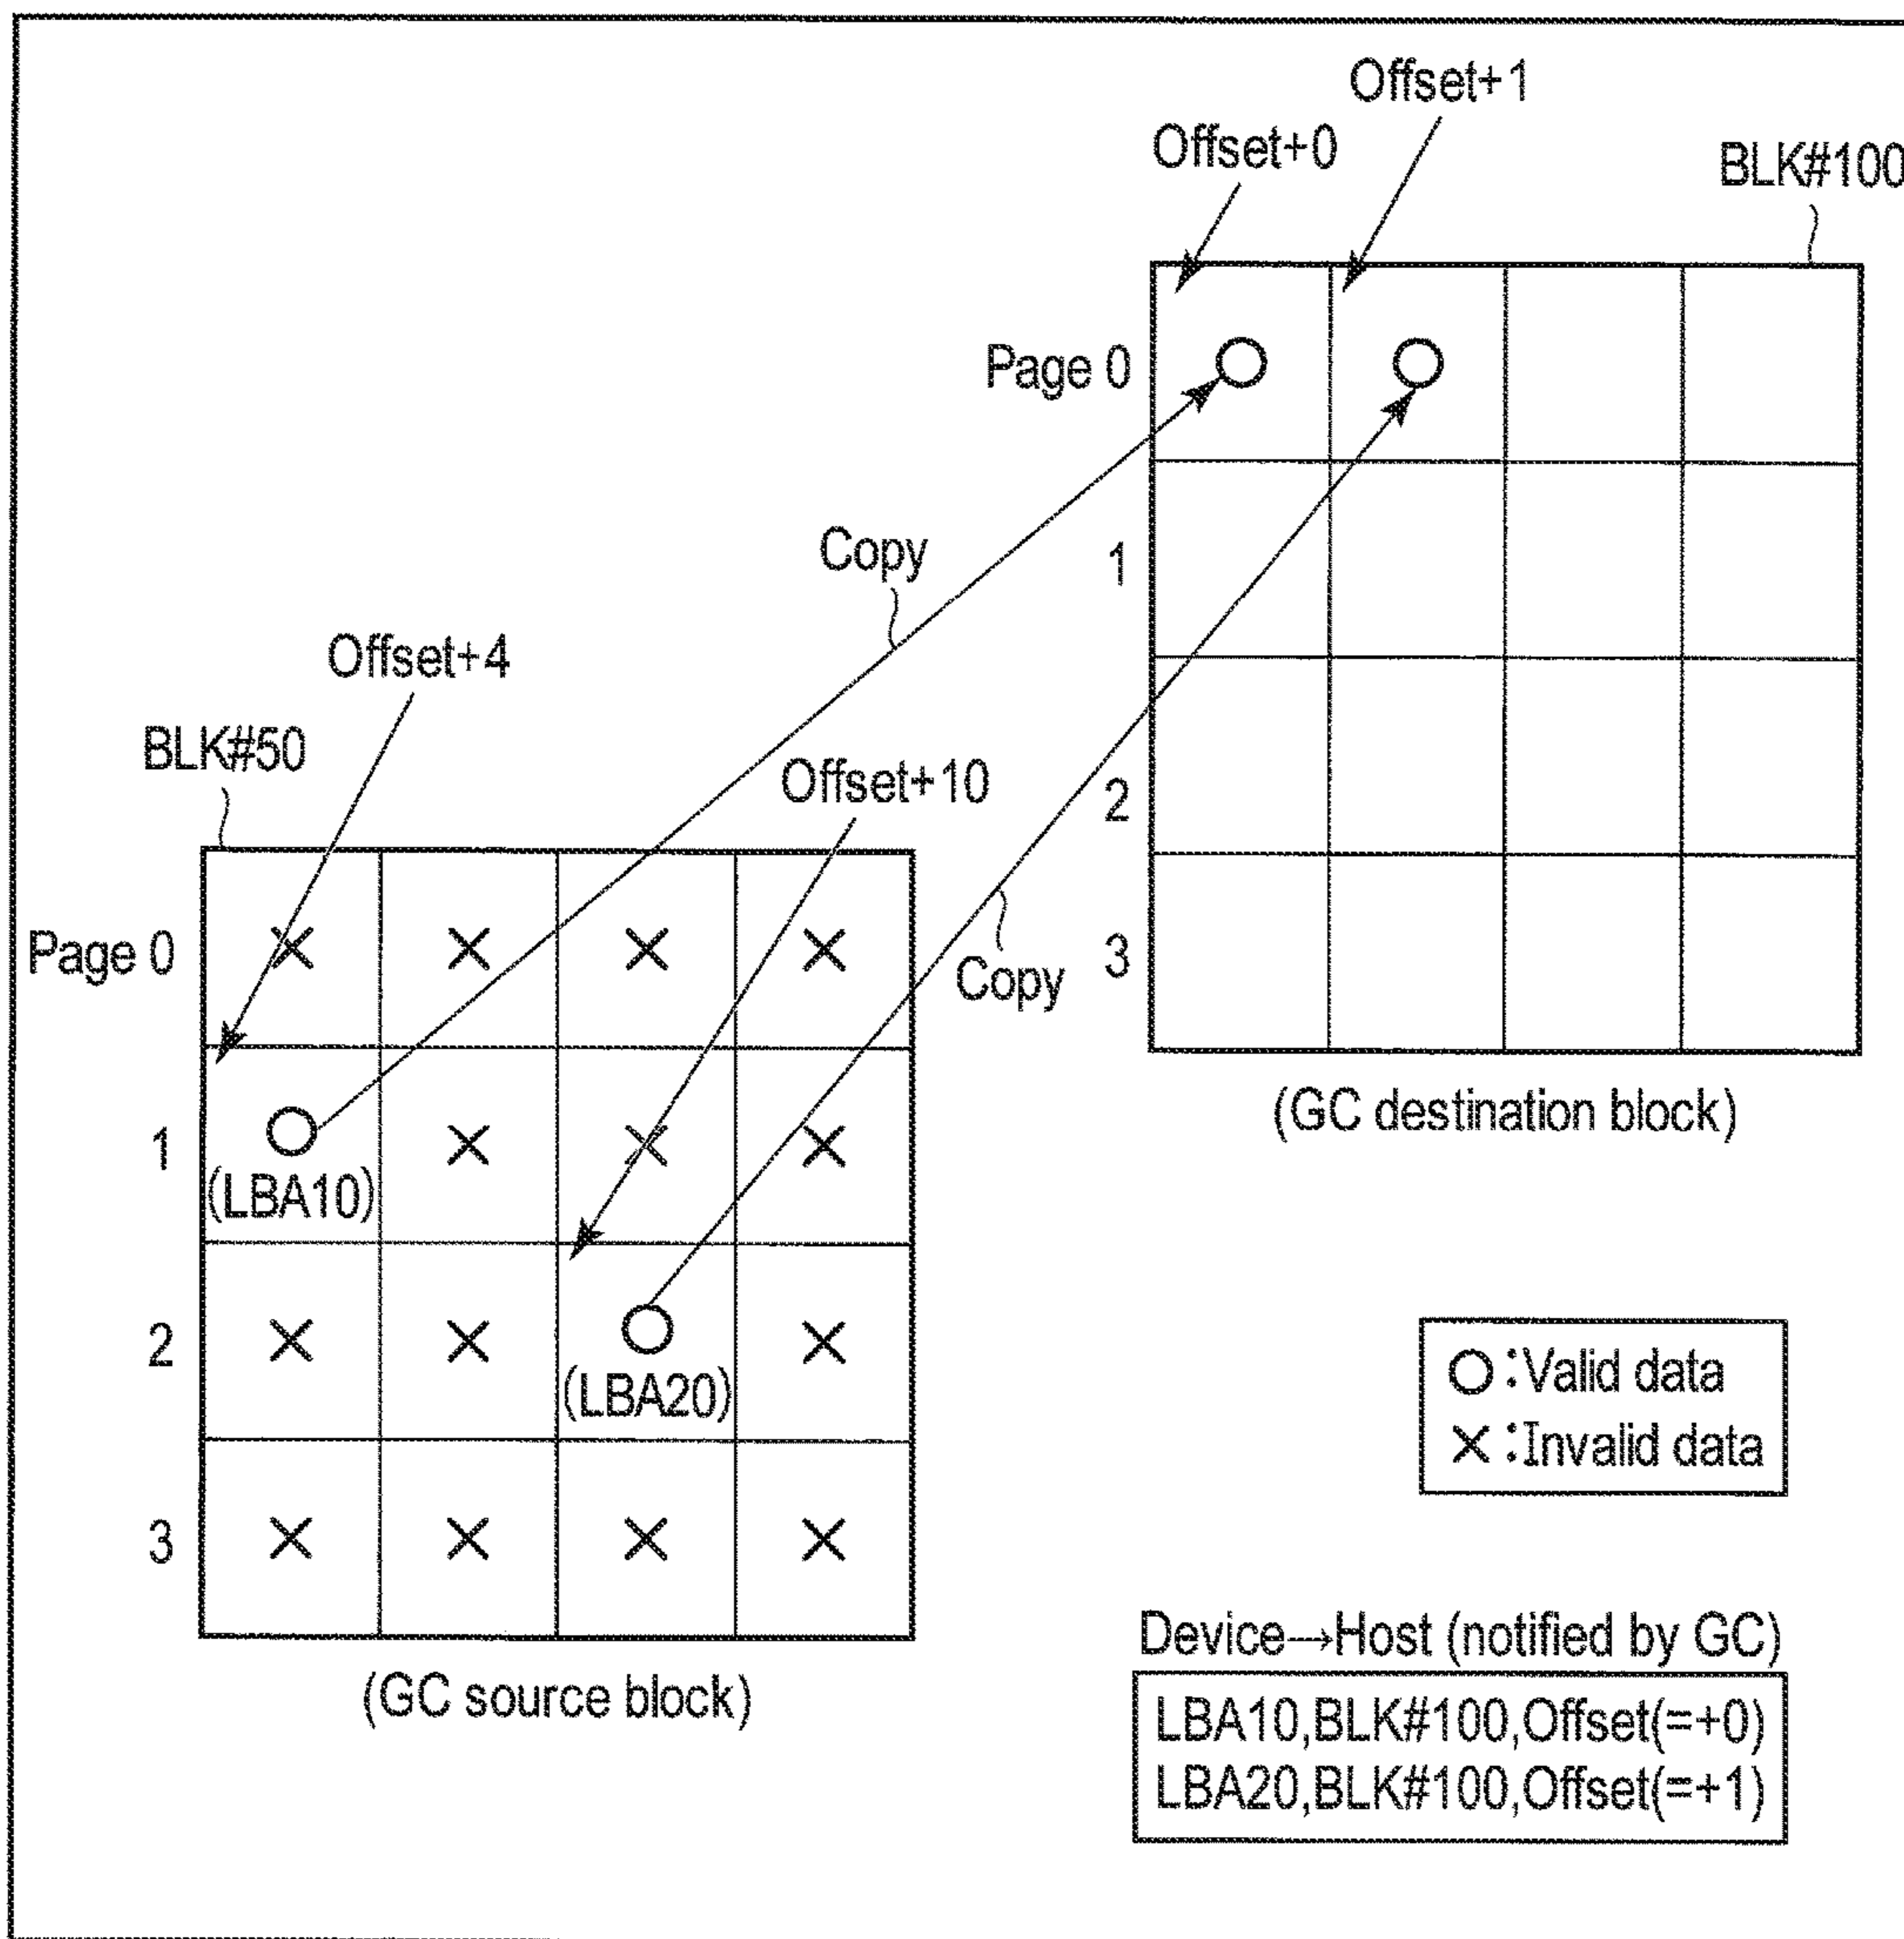 Offset+1
Offset+0
BLK#100
Page 0
1
2
3
Copy
Offset+4
BLK#50
Offset+10
Copy
Page 0
1
(LBA10)
2
(LBA20)
3
(GC destination block)
(GC source block)
O:Valid data
×:Invalid data
Device→Host (notified by GC)
LBA10,BLK#100,Offset(=+0)
LBA20,BLK#100,Offset(=+1)